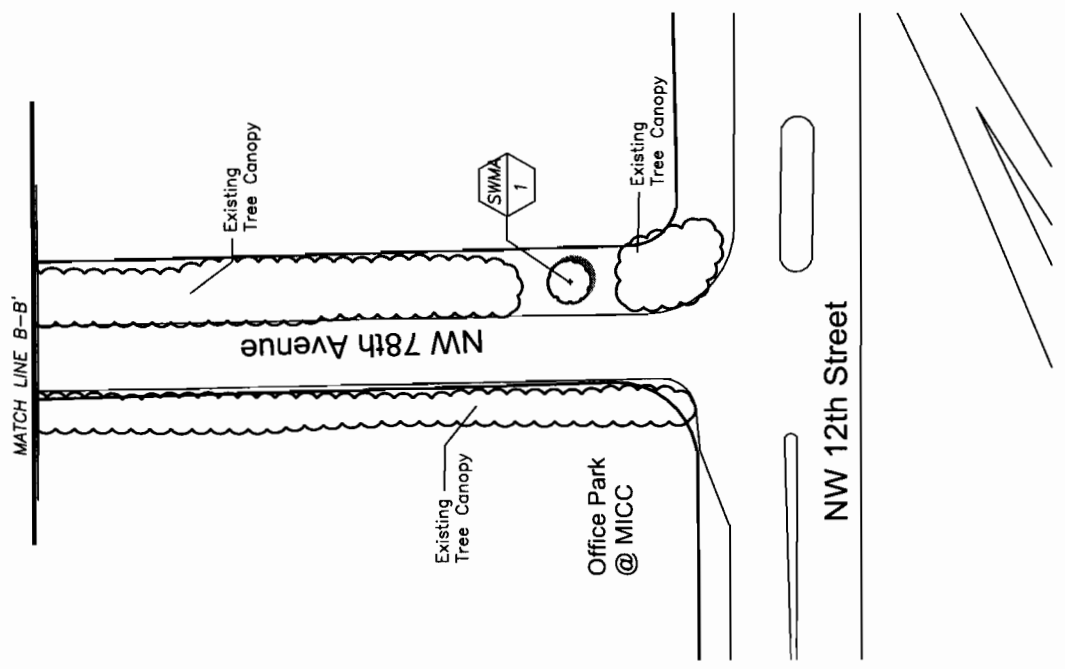 MATCH LINE B-B'
Existing
Tree Canopy
SWMA
1
Existing
Tree Canopy
NW 78th Avenue
Existing
Tree Canopy
Office Park
@ MICC
NW 12th Street